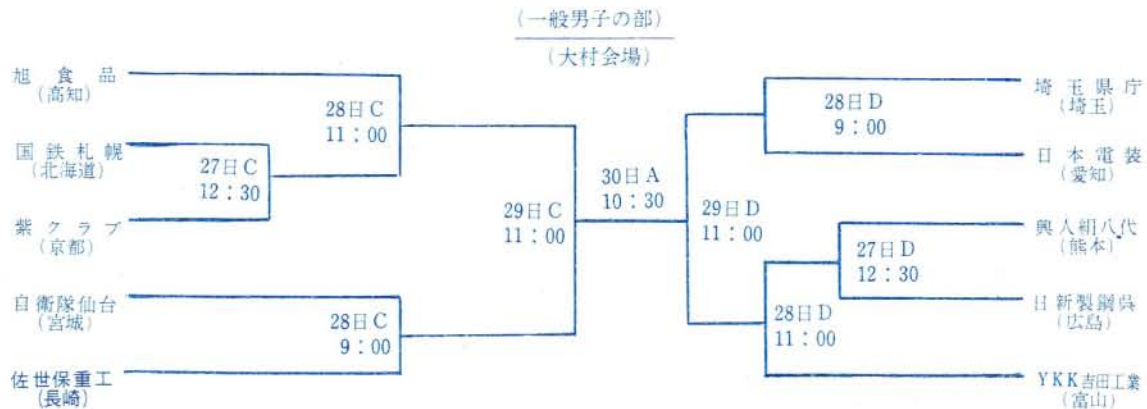 (一般男子の部)
(大村会場)
旭食品
(高知)
28日C
11：00
国鉄札幌
(北海道)
27日C
12：30
紫クラブ
(京都)
29日C
11：00
自衛隊仙台
(宮城)
28日C
9：00
佐世保重工
(長崎)
30日A
10：30
埼玉県庁
(埼玉)
28日D
9：00
日本電装
(愛知)
29日D
11：00
興人絹八代
(熊本)
27日D
12：30
日新製鋼呉
(広島)
28日D
11：00
YKK吉田工業
(富山)